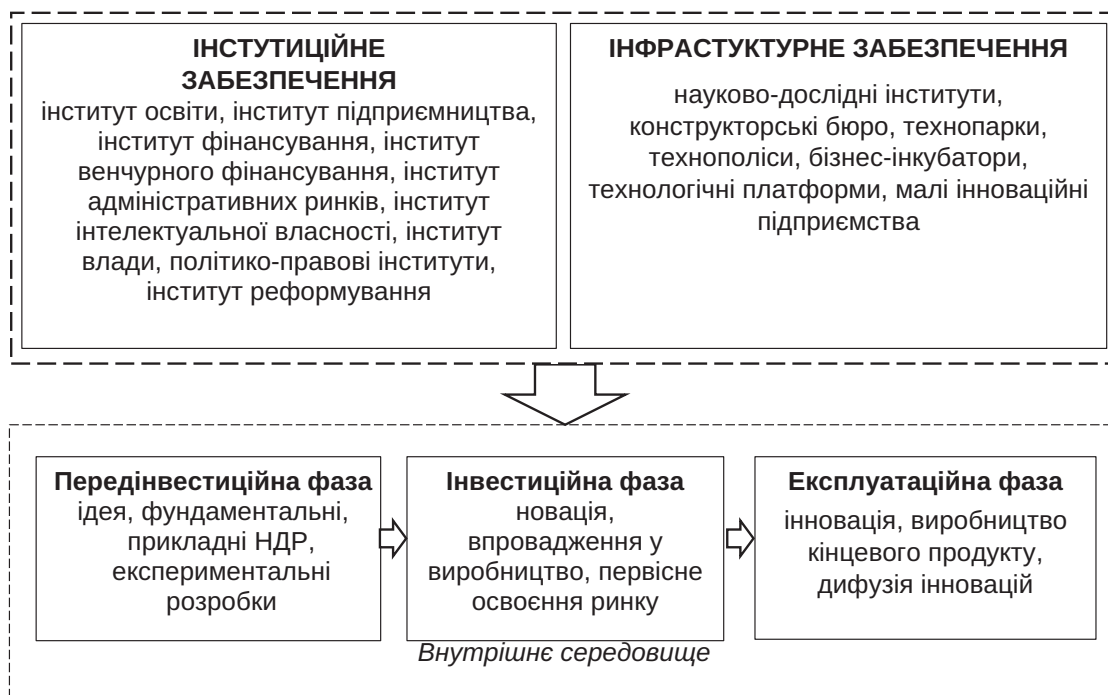 ІНСТУТИЦІЙНЕ
ЗАБЕЗПЕЧЕННЯ
інститут освіти, інститут підприємництва,
інститут фінансування, інститут
венчурного фінансування, інститут
адміністративних ринків, інститут
інтелектуальної власності, інститут
влади, політико-правові інститути,
інститут реформування
ІНФРАСТУКТУРНЕ ЗАБЕЗПЕЧЕННЯ
науково-дослідні інститути,
конструкторські бюро, технопарки,
технополіси, бізнес-інкубатори,
технологічні платформи, малі інноваційні
підприємства
Передінвестиційна фаза
ідея, фундаментальні,
прикладні НДР,
експериментальні
розробки
Інвестиційна фаза
новація,
впровадження у
виробництво, первісне
освоєння ринку
Експлуатаційна фаза
інновація, виробництво
кінцевого продукту,
дифузія інновацій
Внутрішнє середовище